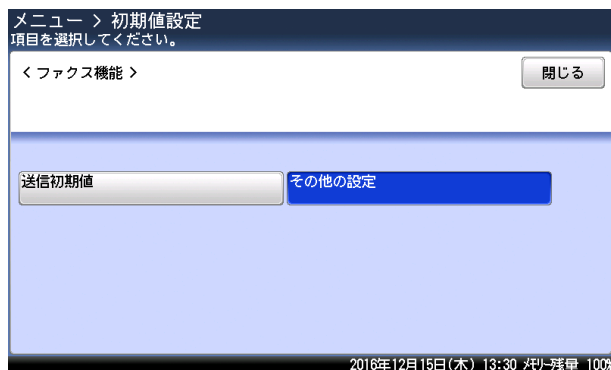 メニュー > 初期値設定
項目を選択してください。
<ファクス機能>
閉じる
送信初期値
その他の設定
2016年12月15日(木) 13:30 メモリー残量 100%